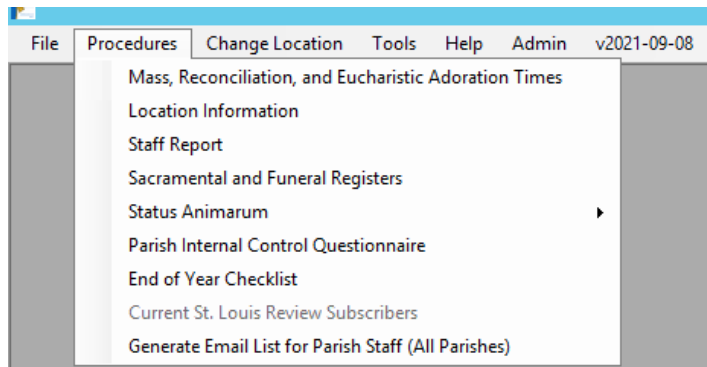 File Procedures Change Location Tools Help Admin v2021-09-08
Mass, Reconciliation, and Eucharistic Adoration Times
Location Information
Staff Report
Sacramental and Funeral Registers
Status Animarum
Parish Internal Control Questionnaire
End of Year Checklist
Current St. Louis Review Subscribers
Generate Email List for Parish Staff (All Parishes)